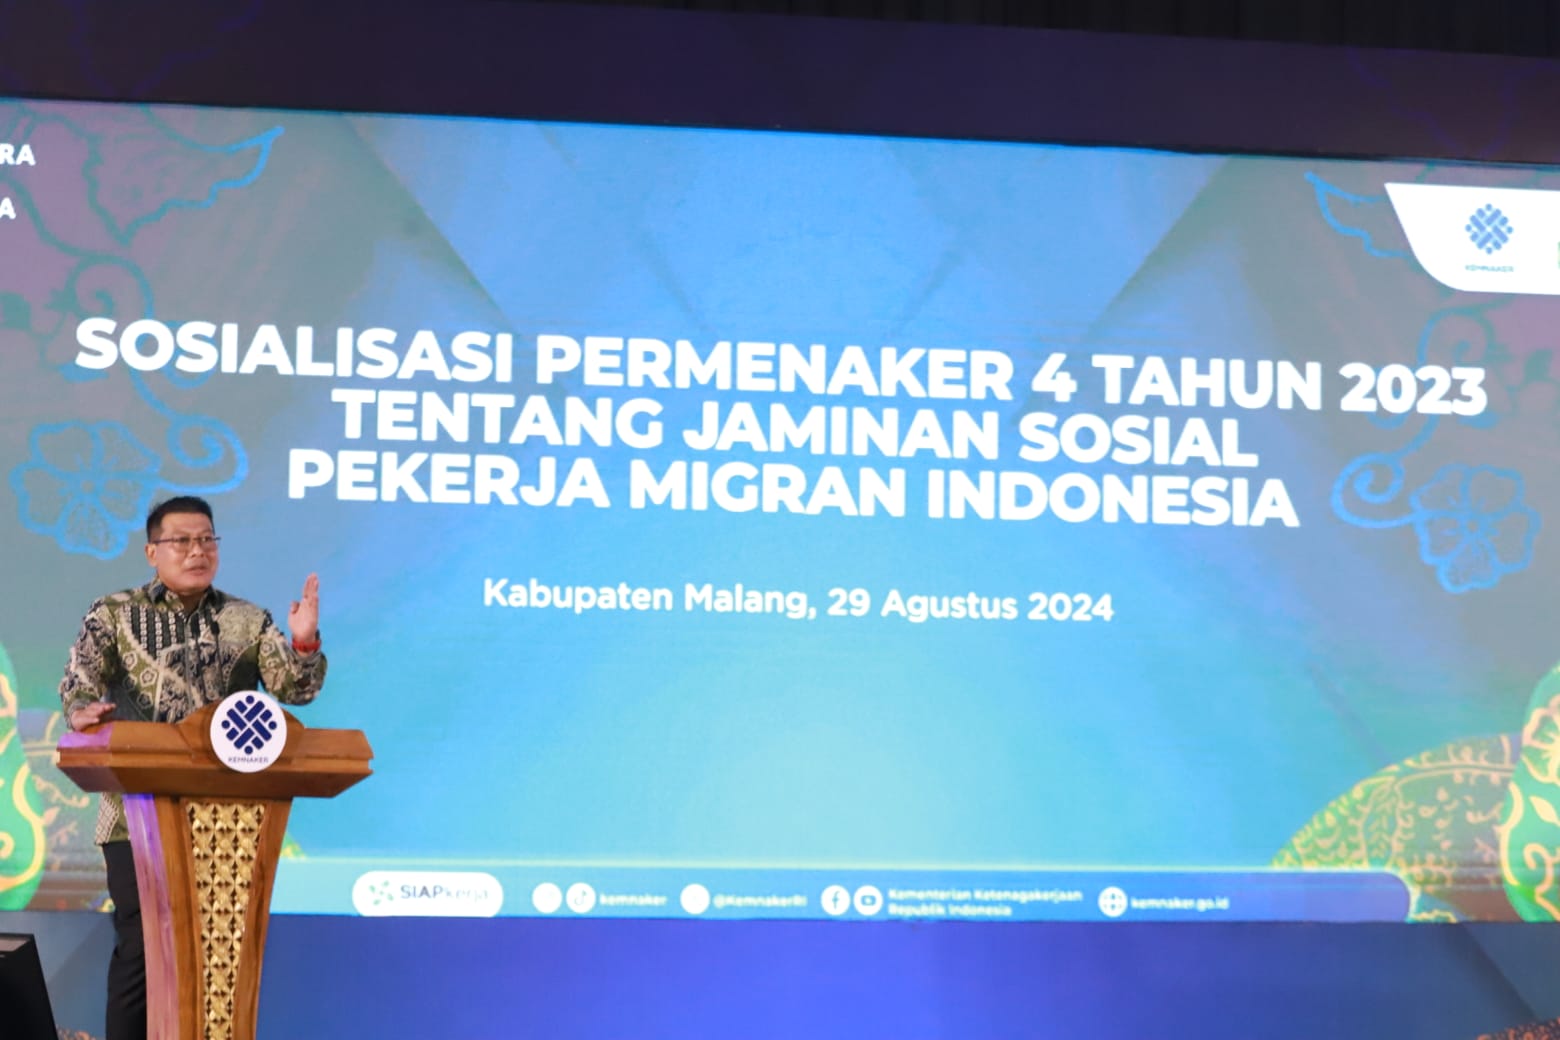 RA
A
KEMNAKER
SOSIALISASI PERMENAKER 4 TAHUN 2023
TENTANG JAMINAN SOSIAL
PEKERJA MIGRAN INDONESIA
Kabupaten Malang, 29 Agustus 2024
KEMNAKER
SIAPkerja
kemnaker
@KemnakerRI
Kementerian Ketenagakerjaan
Republik Indonesia
kemnaker.go.id